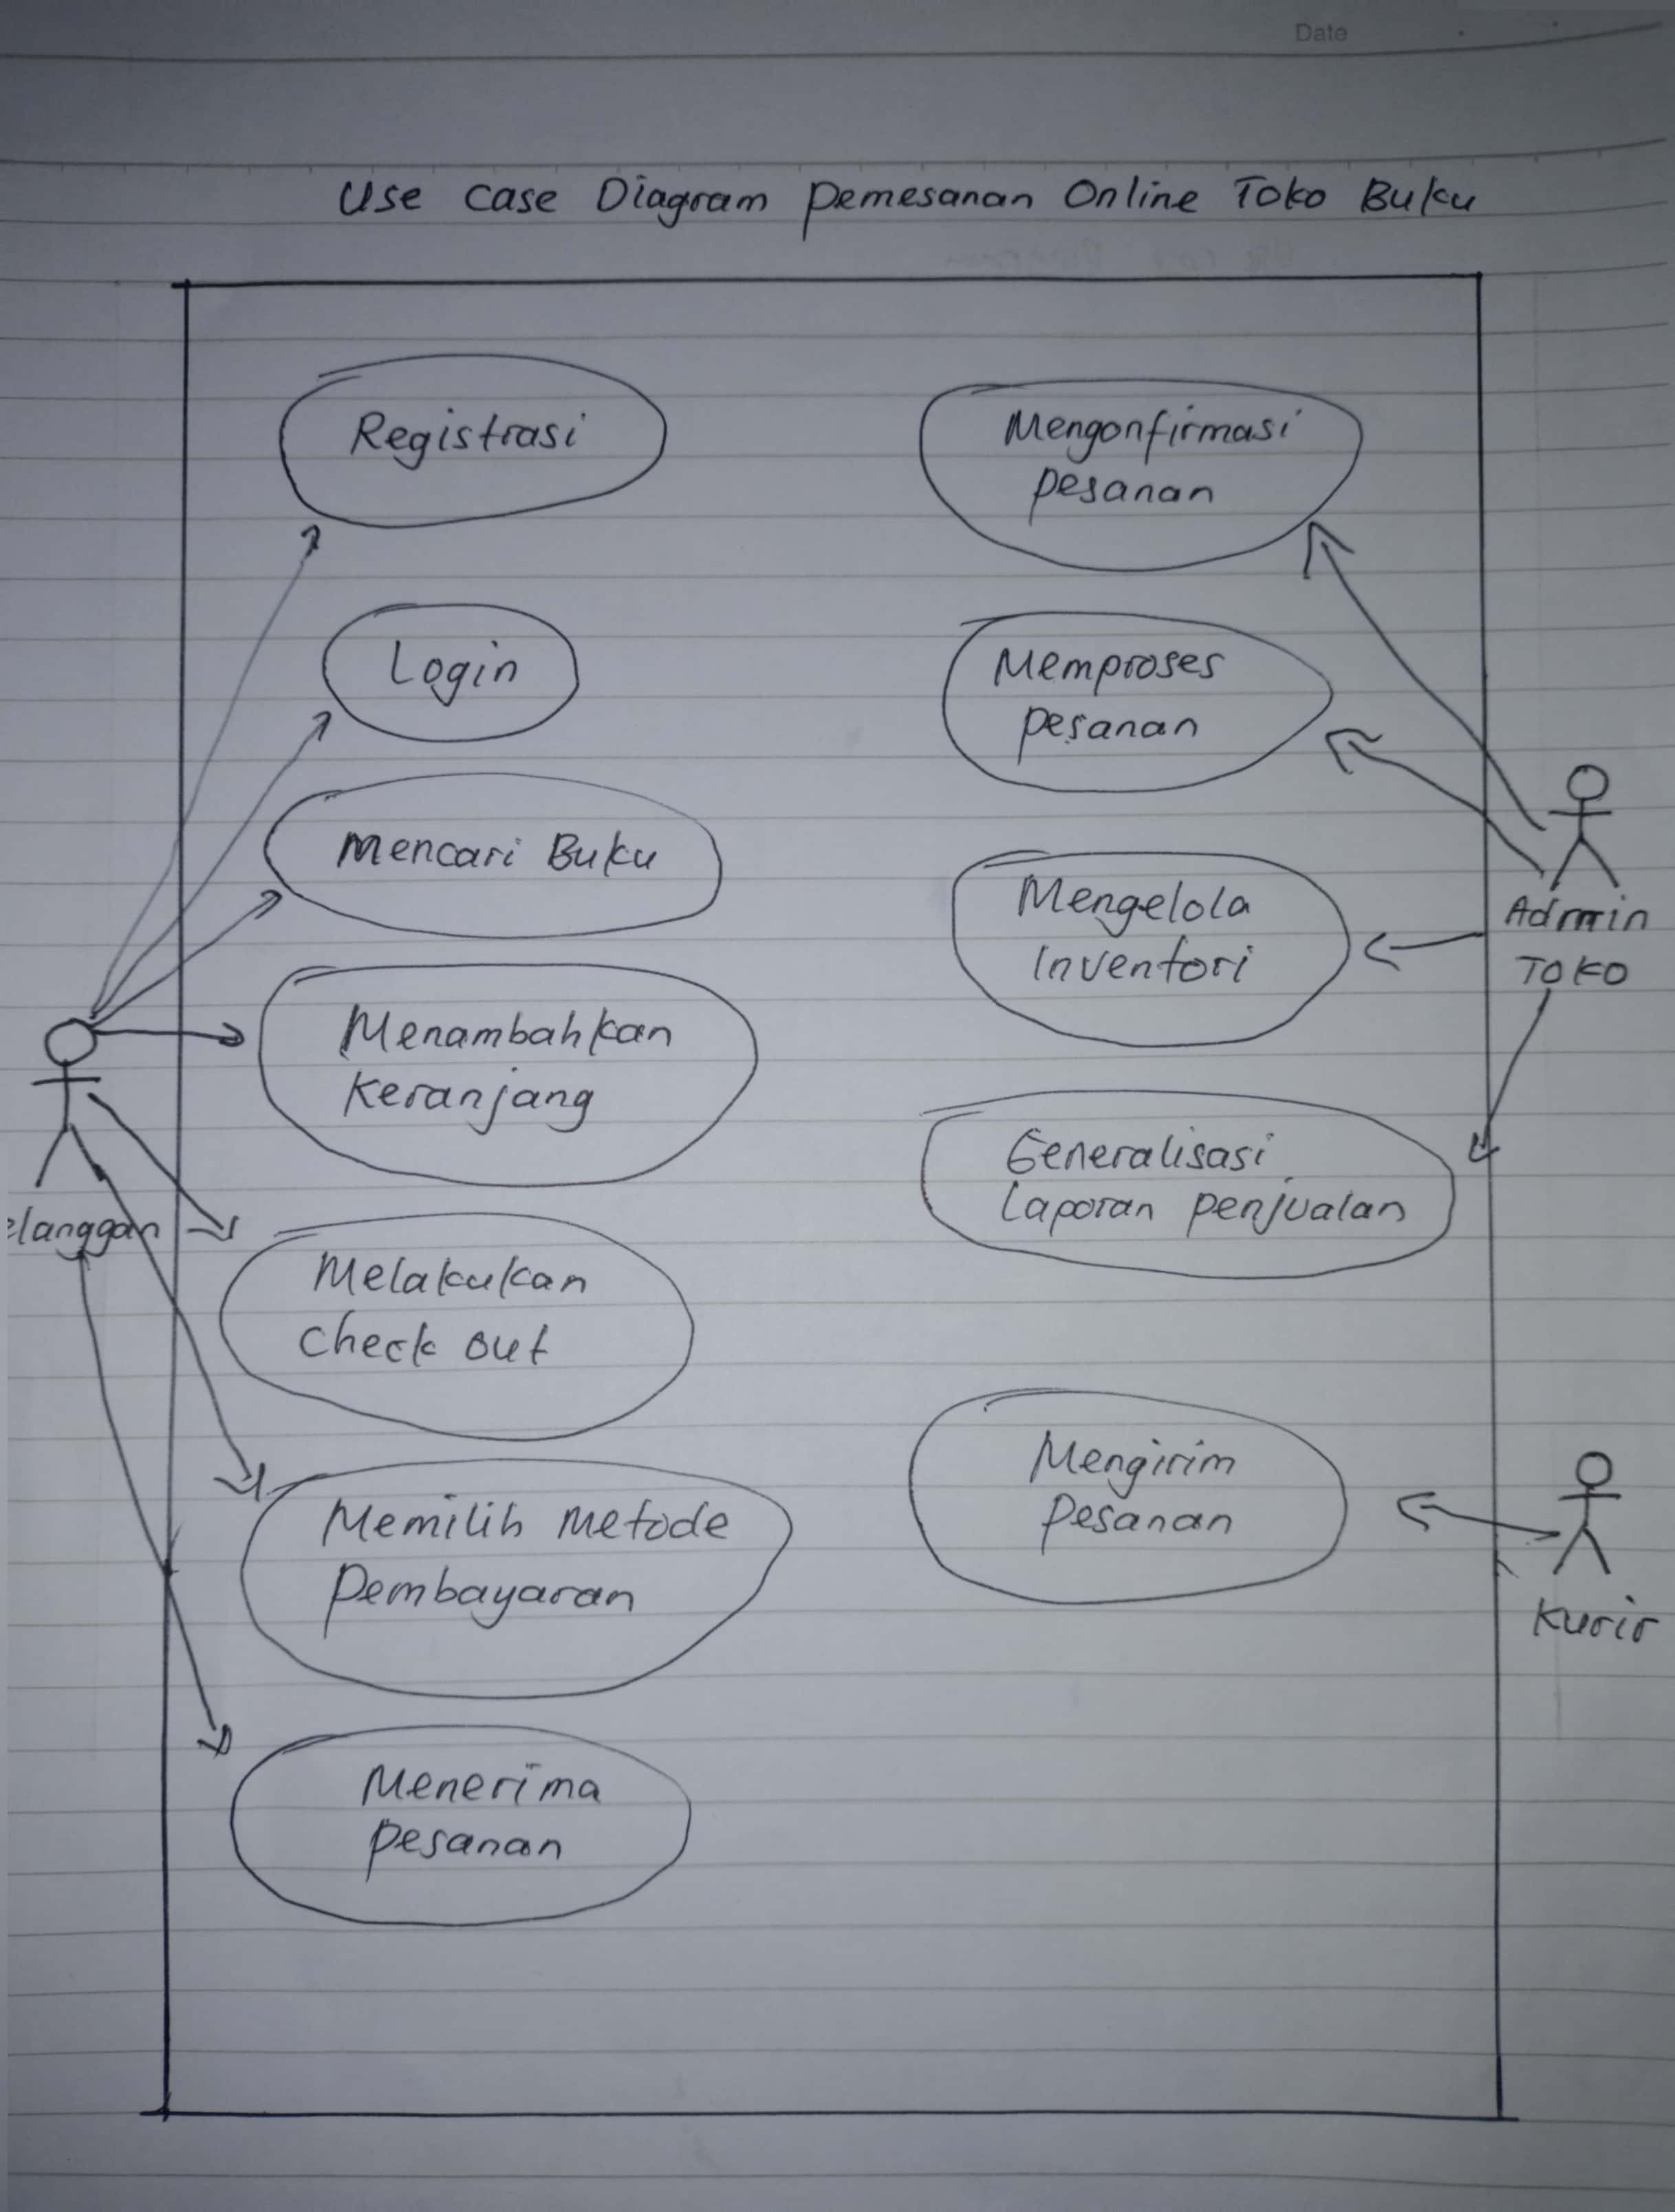 Date
Use Case Diagram Pemesanan Online Toko Buku
Registrasi
Login
Mencari Buku
Menambahkan
Keranjang
elanggan
Melakukan
Check out
Memilih Metode
Pembayaran
Menerima
Pesanan
Mengonfirmasi
Pesanan
Memproses
Pesanan
Mengelola
Inventori
Generalisasi
Laporan Penjualan
Mengirim
Pesanan
Admin
Toko
Kurir